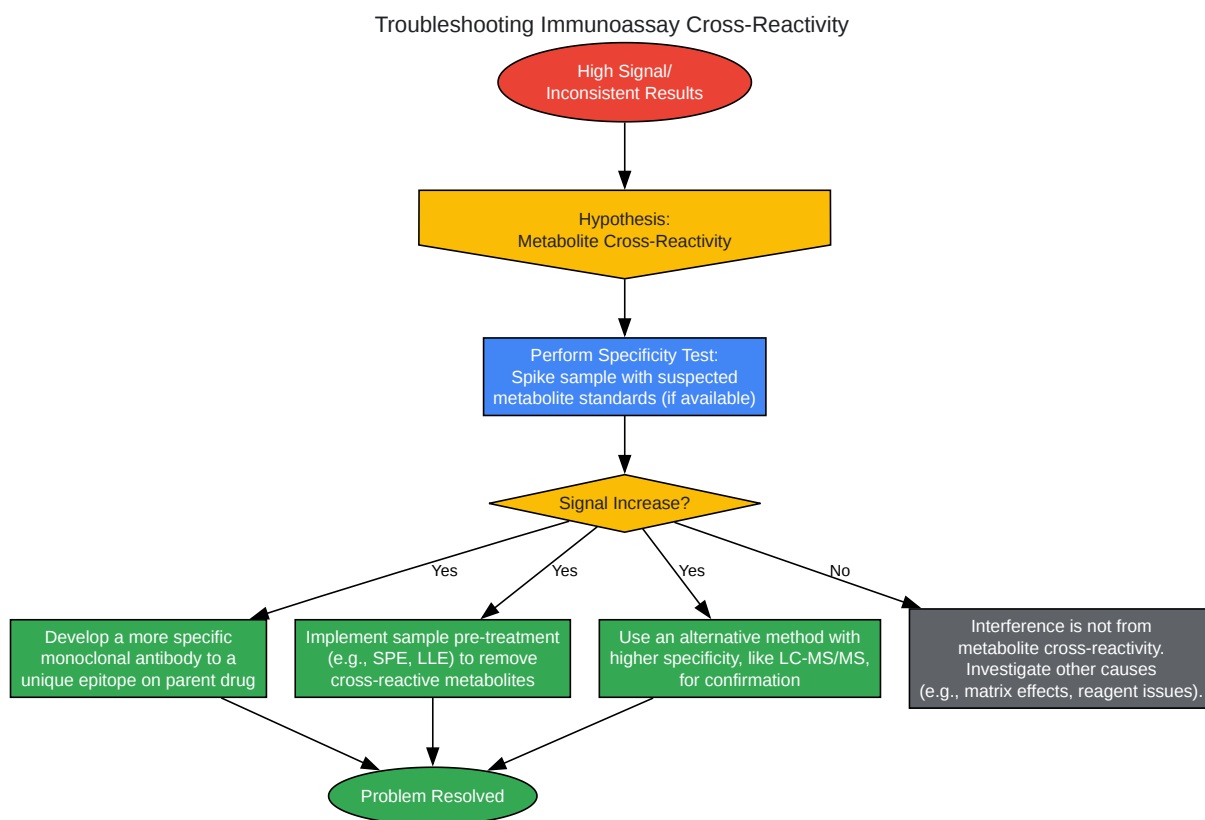 Troubleshooting Immunoassay Cross-Reactivity
High Signal/
Inconsistent Results
Hypothesis:
Metabolite Cross-Reactivity
Perform Specificity Test:
Spike sample with suspected
metabolite standards (if available)
Signal Increase?
Yes
Yes
Yes
No
Develop a more specific
monoclonal antibody to a
unique epitope on parent drug
Implement sample pre-treatment
(e.g., SPE, LLE) to remove
cross-reactive metabolites
Use an alternative method with
higher specificity, like LC-MS/MS,
for confirmation
Interference is not from
metabolite cross-reactivity.
Investigate other causes
(e.g., matrix effects, reagent issues).
Problem Resolved